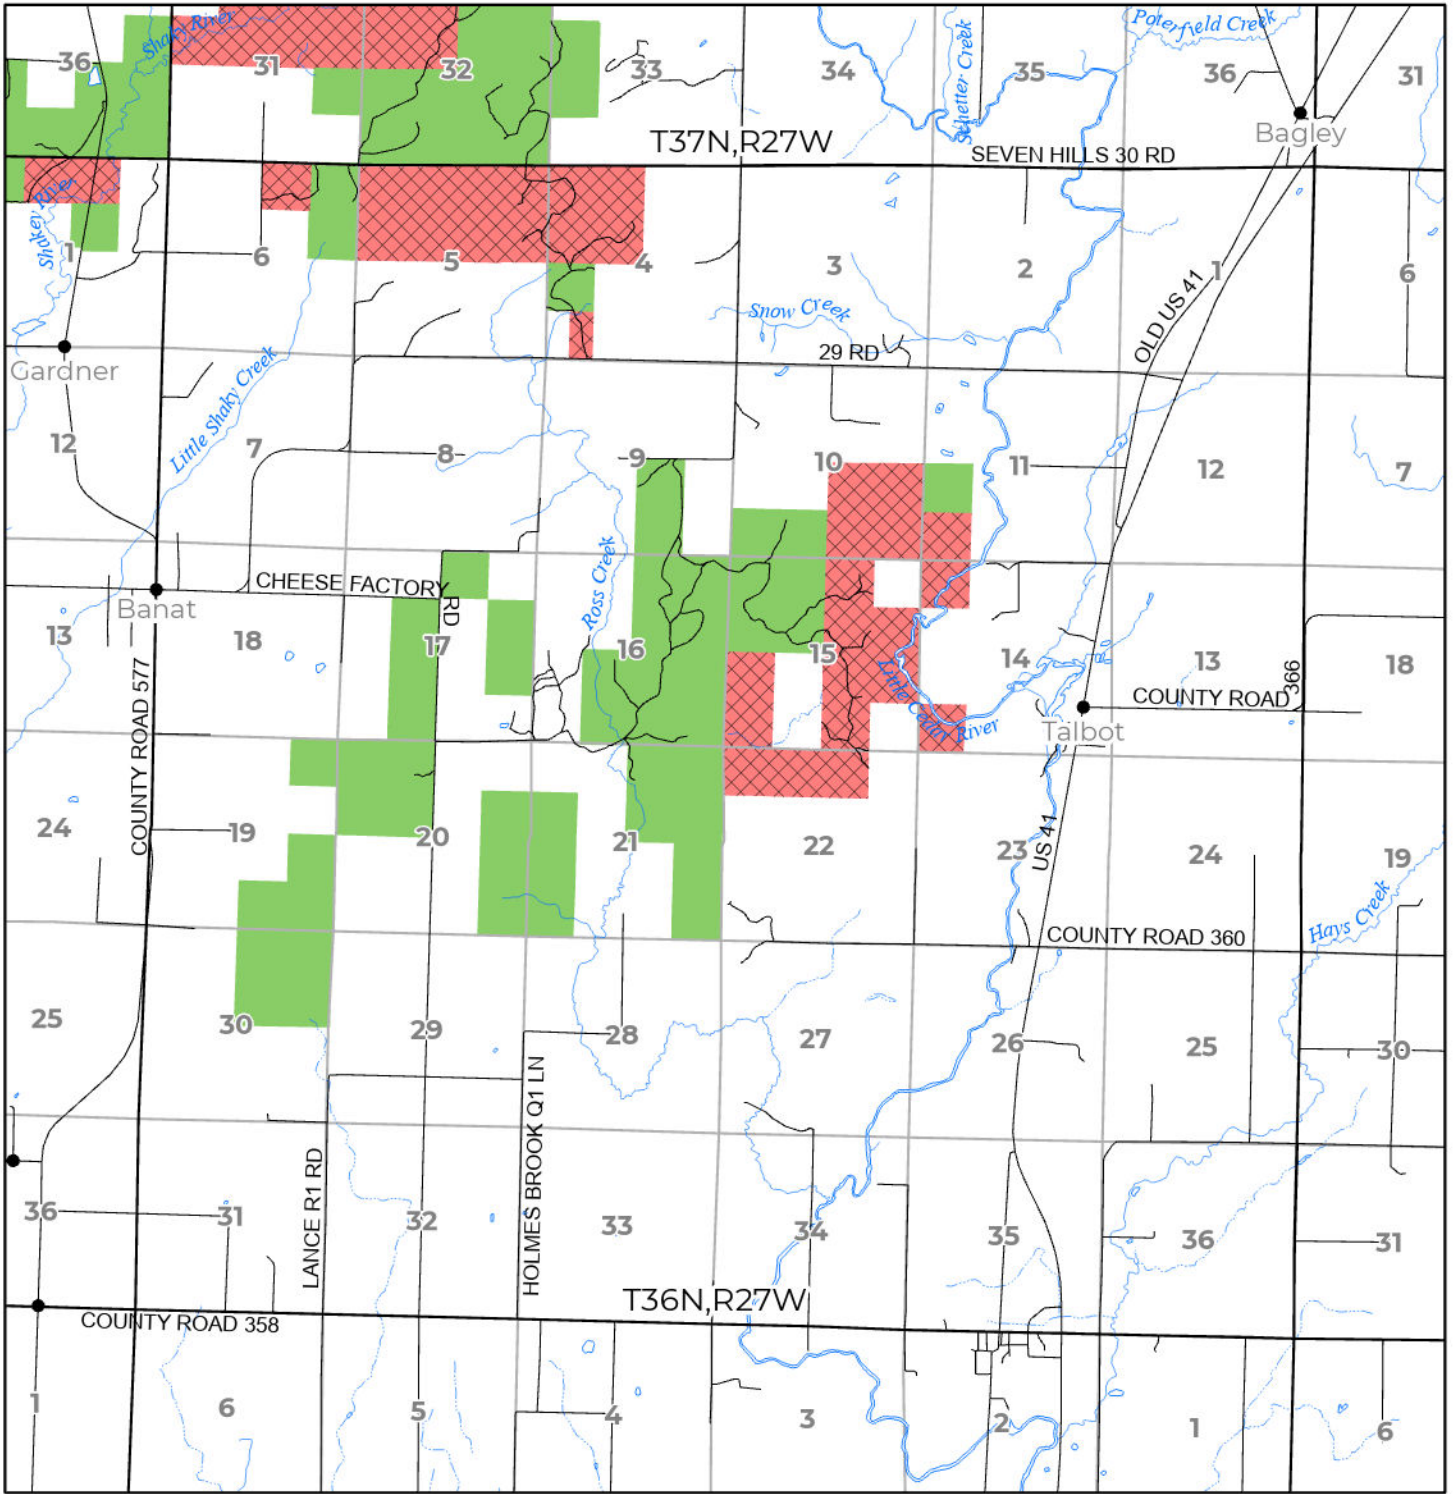 Shaky River
Schetter Creek
Poterfield Creek
36
31
32
33
34
35
36
31
Bagley
T37N,R27W
SEVEN HILLS 30 RD
Shakey River
1
6
5
4
3
2
1
6
OLD US 41
Snow Creek
29 RD
Gardner
Little Shaky Creek
12
7
8
9
10
11
12
7
Ross Creek
CHEESE FACTORY RD
Banat
13
18
17
16
15
14
13
18
COUNTY ROAD 577
Little Cedar River
COUNTY ROAD 366
Talbot
24
19
20
21
22
23
24
19
US 41
Hays Creek
COUNTY ROAD 360
25
30
29
28
27
26
25
30
LANCE R1 RD
HOLMES BROOK Q1 LN
36
31
32
33
34
35
36
31
T36N,R27W
COUNTY ROAD 358
1
6
5
4
3
2
1
6